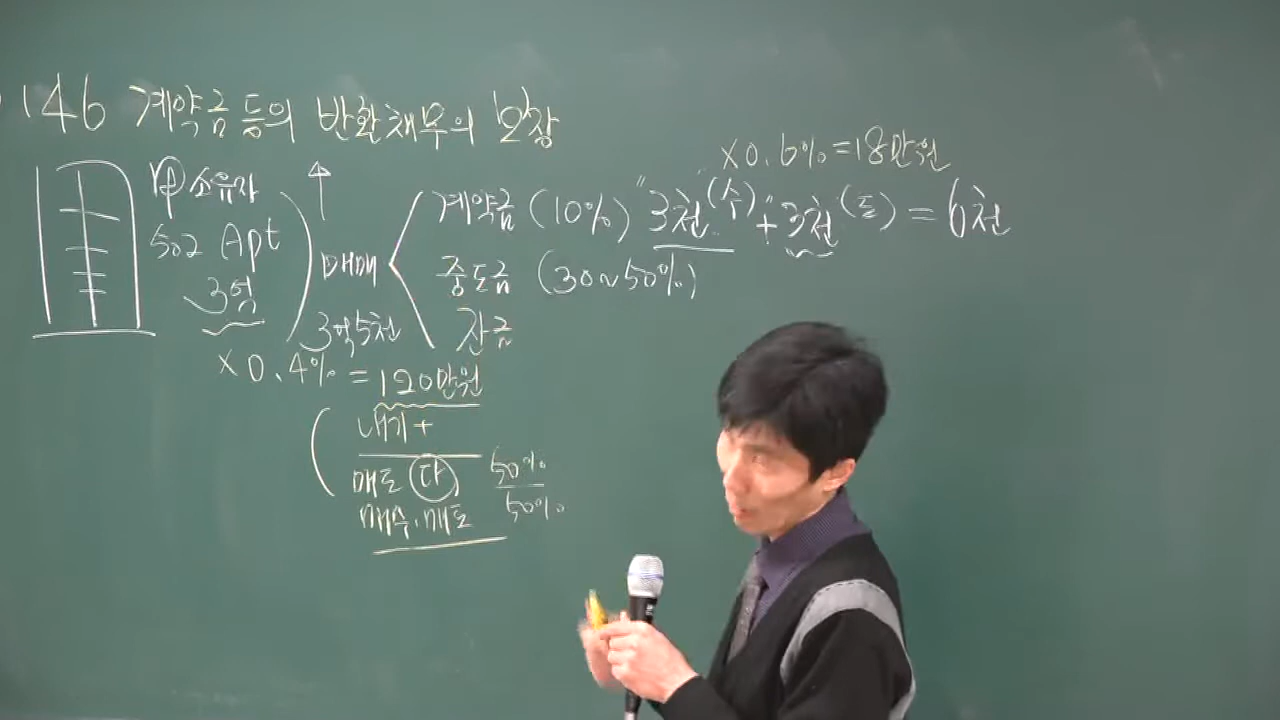 146 계약금 등의 반환채무의 보장
×0.6%=18만원
甲 소유자
502 Apt
3억
매매
3억5천
계약금 (10%) "3천"(수) + "3천(도) = 6천
중도금 (30~50%)
잔금
×0.4% = 120만원
내기+
매도 다 50%
매수·매도 50%